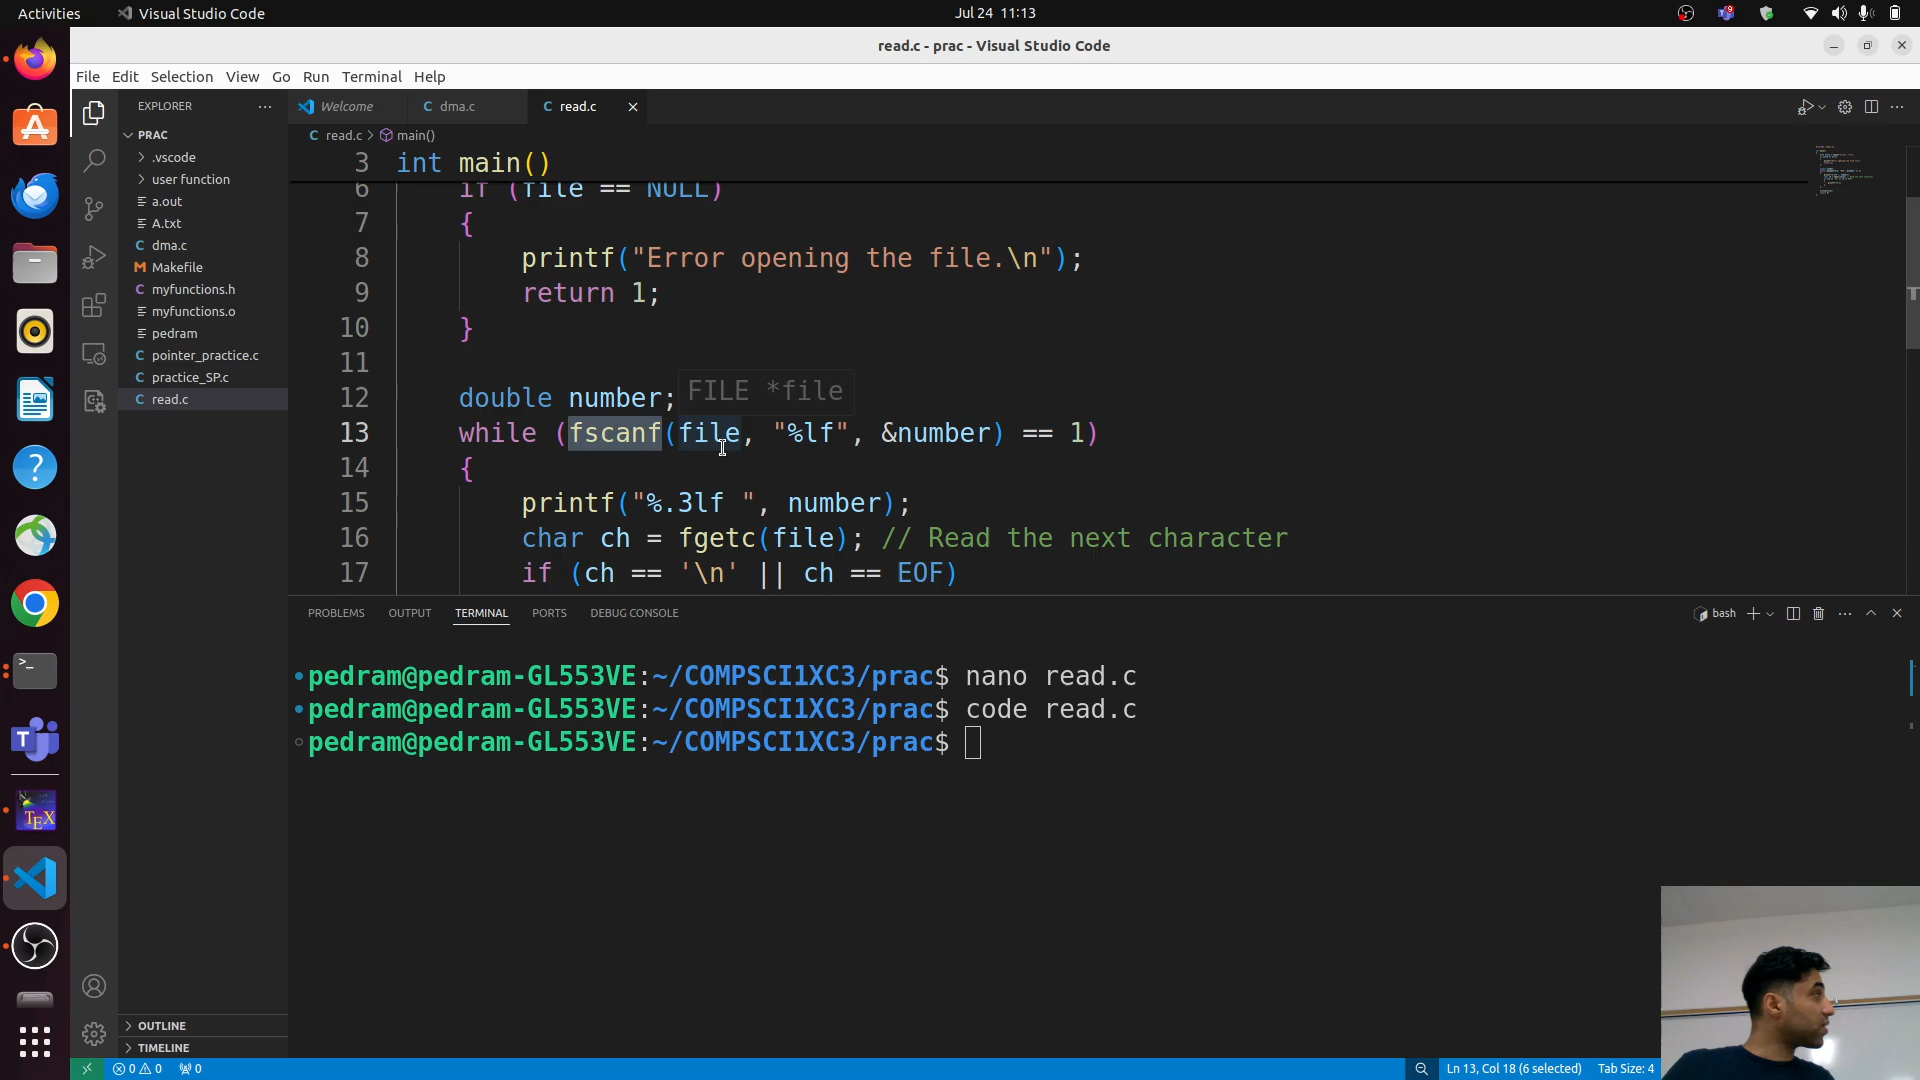 Activities
Visual Studio Code
Jul 24 11:13
9
read.c - prac - Visual Studio Code
File Edit Selection View Go Run Terminal Help
EXPLORER
PRAC
.vscode
user function
a.out
A.txt
dma.c
M Makefile
C myfunctions.h
myfunctions.o
pedram
C pointer_practice.c
C practice_SP.c
C read.c
OUTLINE
TIMELINE
Welcome
C dma.c
C read.c
C read.c > main()
3 int main()
6 if (file == NULL)
7 {
8 printf("Error opening the file.\n");
9 return 1;
10 }
11
FILE *file
12 double number;
13 while (fscanf(file, "%lf", &number) == 1)
14 {
15 printf("%.3lf ", number);
16 char ch = fgetc(file); // Read the next character
17 if (ch == '\n' || ch == EOF)
PROBLEMS OUTPUT TERMINAL PORTS DEBUG CONSOLE
bash
pedram@pedram-GL553VE:~/COMPSCI1XC3/prac$ nano read.c
pedram@pedram-GL553VE:~/COMPSCI1XC3/prac$ code read.c
pedram@pedram-GL553VE:~/COMPSCI1XC3/prac$
0 0 0
Ln 13, Col 18 (6 selected) Tab Size: 4